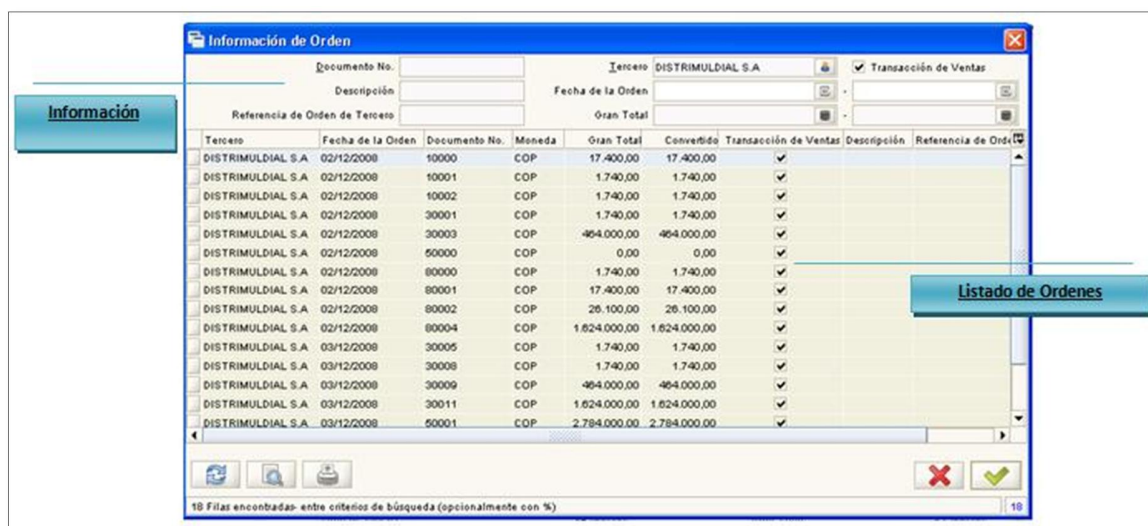 Información de Orden
Documento No. Tercero DISTRIMULDIAL S.A Transacción de Ventas
Descripción Fecha de la Orden -
Referencia de Orden de Tercero Gran Total -
Información
Tercero Fecha de la Orden Documento No. Moneda Gran Total Convertido Transacción de Ventas Descripción Referencia de Orde
DISTRIMULDIAL S.A 02/12/2008 10000 COP 17.400,00 17.400,00
DISTRIMULDIAL S.A 02/12/2008 10001 COP 1.740,00 1.740,00
DISTRIMULDIAL S.A 02/12/2008 10002 COP 1.740,00 1.740,00
DISTRIMULDIAL S.A 02/12/2008 30001 COP 1.740,00 1.740,00
DISTRIMULDIAL S.A 02/12/2008 30003 COP 464.000,00 464.000,00
DISTRIMULDIAL S.A 02/12/2008 50000 COP 0,00 0,00
DISTRIMULDIAL S.A 02/12/2008 80000 COP 1.740,00 1.740,00
DISTRIMULDIAL S.A 02/12/2008 80001 COP 17.400,00 17.400,00
DISTRIMULDIAL S.A 02/12/2008 80002 COP 26.100,00 26.100,00
DISTRIMULDIAL S.A 02/12/2008 80004 COP 1.624.000,00 1.624.000,00
DISTRIMULDIAL S.A 03/12/2008 30005 COP 1.740,00 1.740,00
DISTRIMULDIAL S.A 03/12/2008 30008 COP 1.740,00 1.740,00
DISTRIMULDIAL S.A 03/12/2008 30009 COP 464.000,00 464.000,00
DISTRIMULDIAL S.A 03/12/2008 30011 COP 1.624.000,00 1.624.000,00
DISTRIMULDIAL S.A 03/12/2008 50001 COP 2.784.000,00 2.784.000,00
Listado de Ordenes
18 Filas encontradas- entre criterios de búsqueda (opcionalmente con %) 18